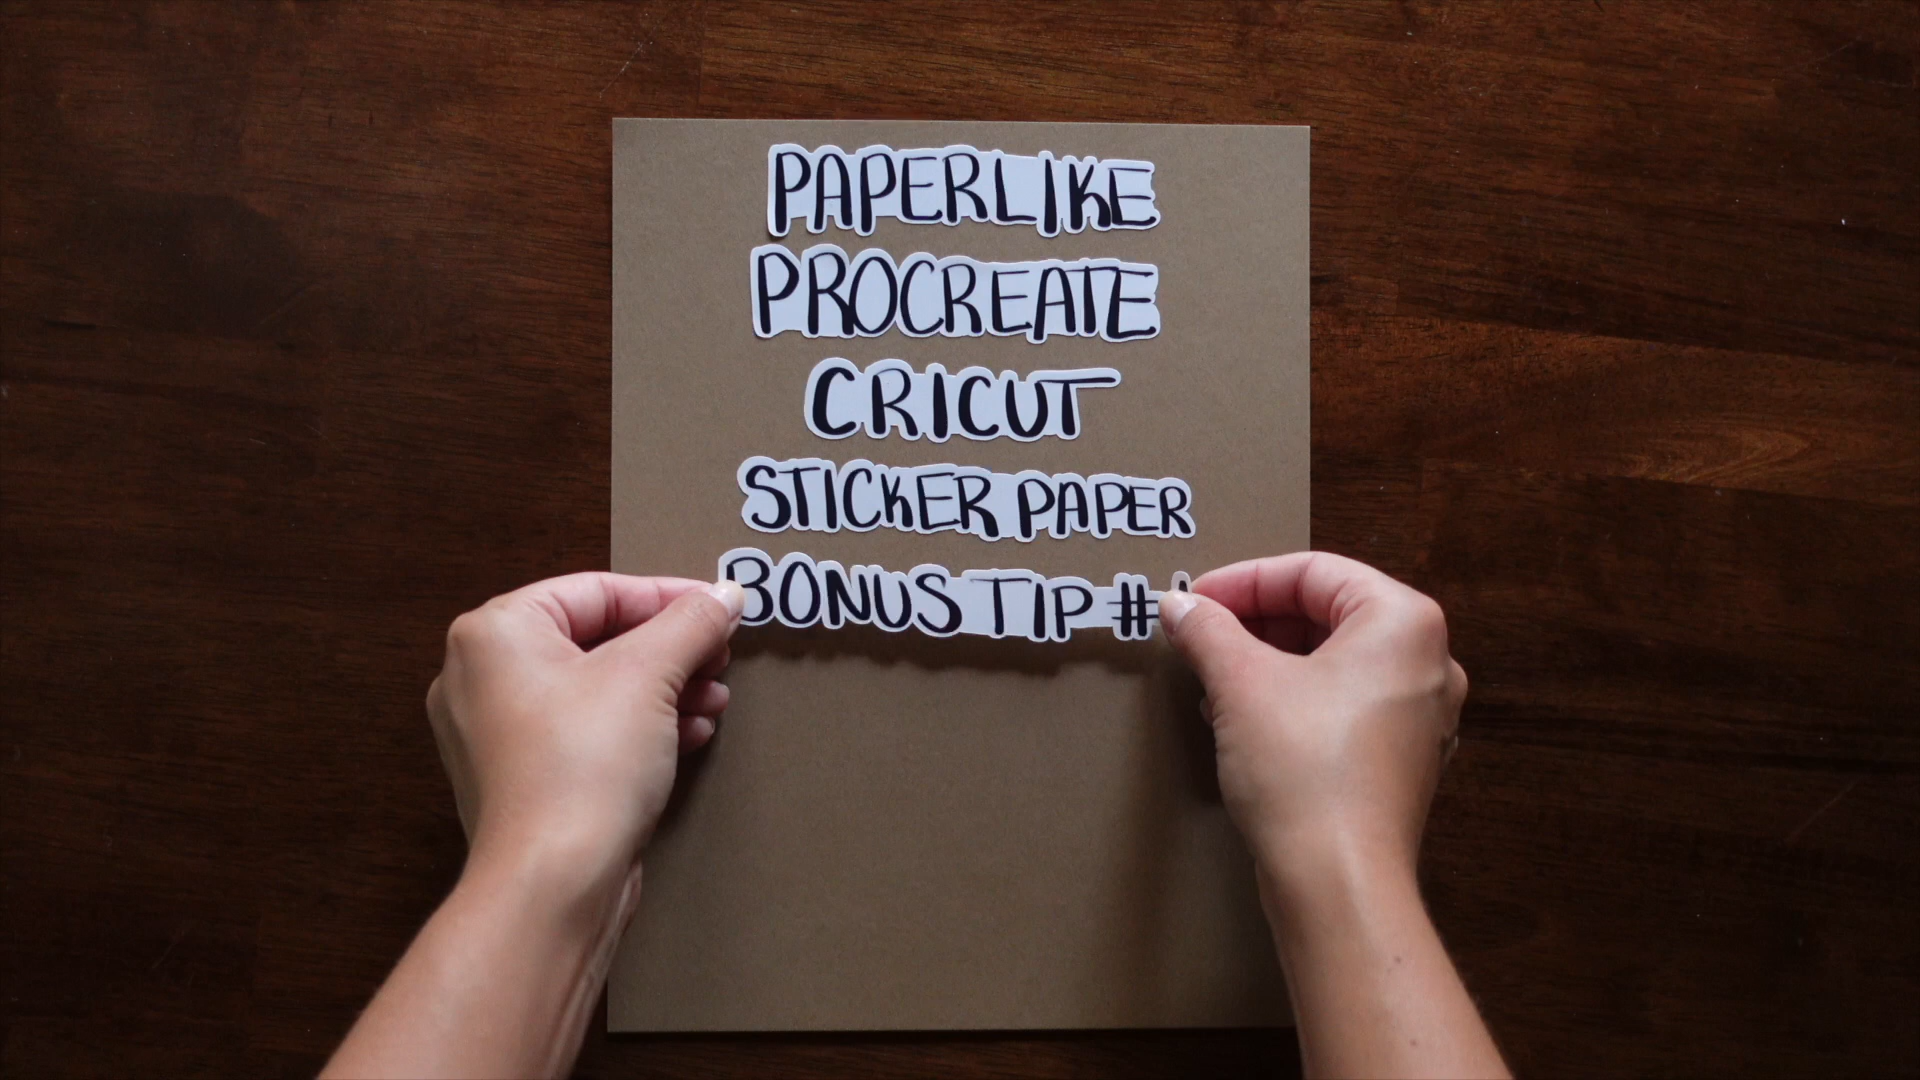 PAPERLIKE
PROCREATE
CRICUT
STICKER PAPER
BONUS TIP #